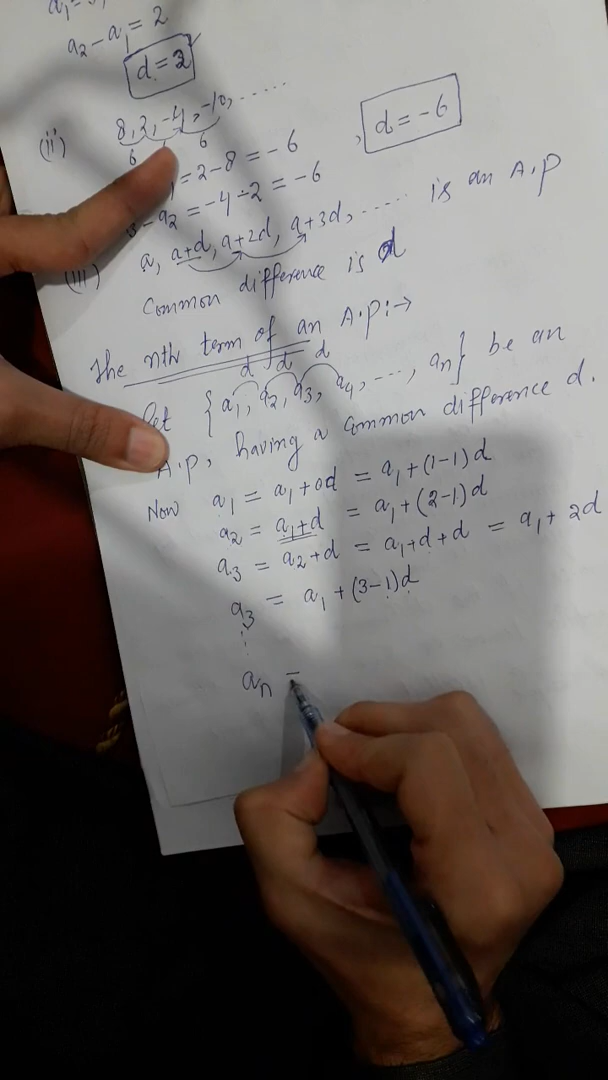 a₂ - a₁ = 2
d = 2
(ii) 8, 2, -4, -10, ......
6 6
, d = -6
= 2 - 8 = -6
- a₂ = -4 - 2 = -6
(iii) a, a+d, a+2d, a+3d, ..... is an A.P
Common difference is d
The nth term of an A.P:→
d d d
Let {a₁, a₂, a₃, a₄, ..., aₙ} be an
A.P, having a common difference d.
Now a₁ = a₁ + 0d = a₁ + (1-1)d
a₂ = a₁+d = a₁ + (2-1)d
a₃ = a₂+d = a₁+d+d = a₁ + 2d
a₃ = a₁ + (3-1)d
⋮
aₙ =